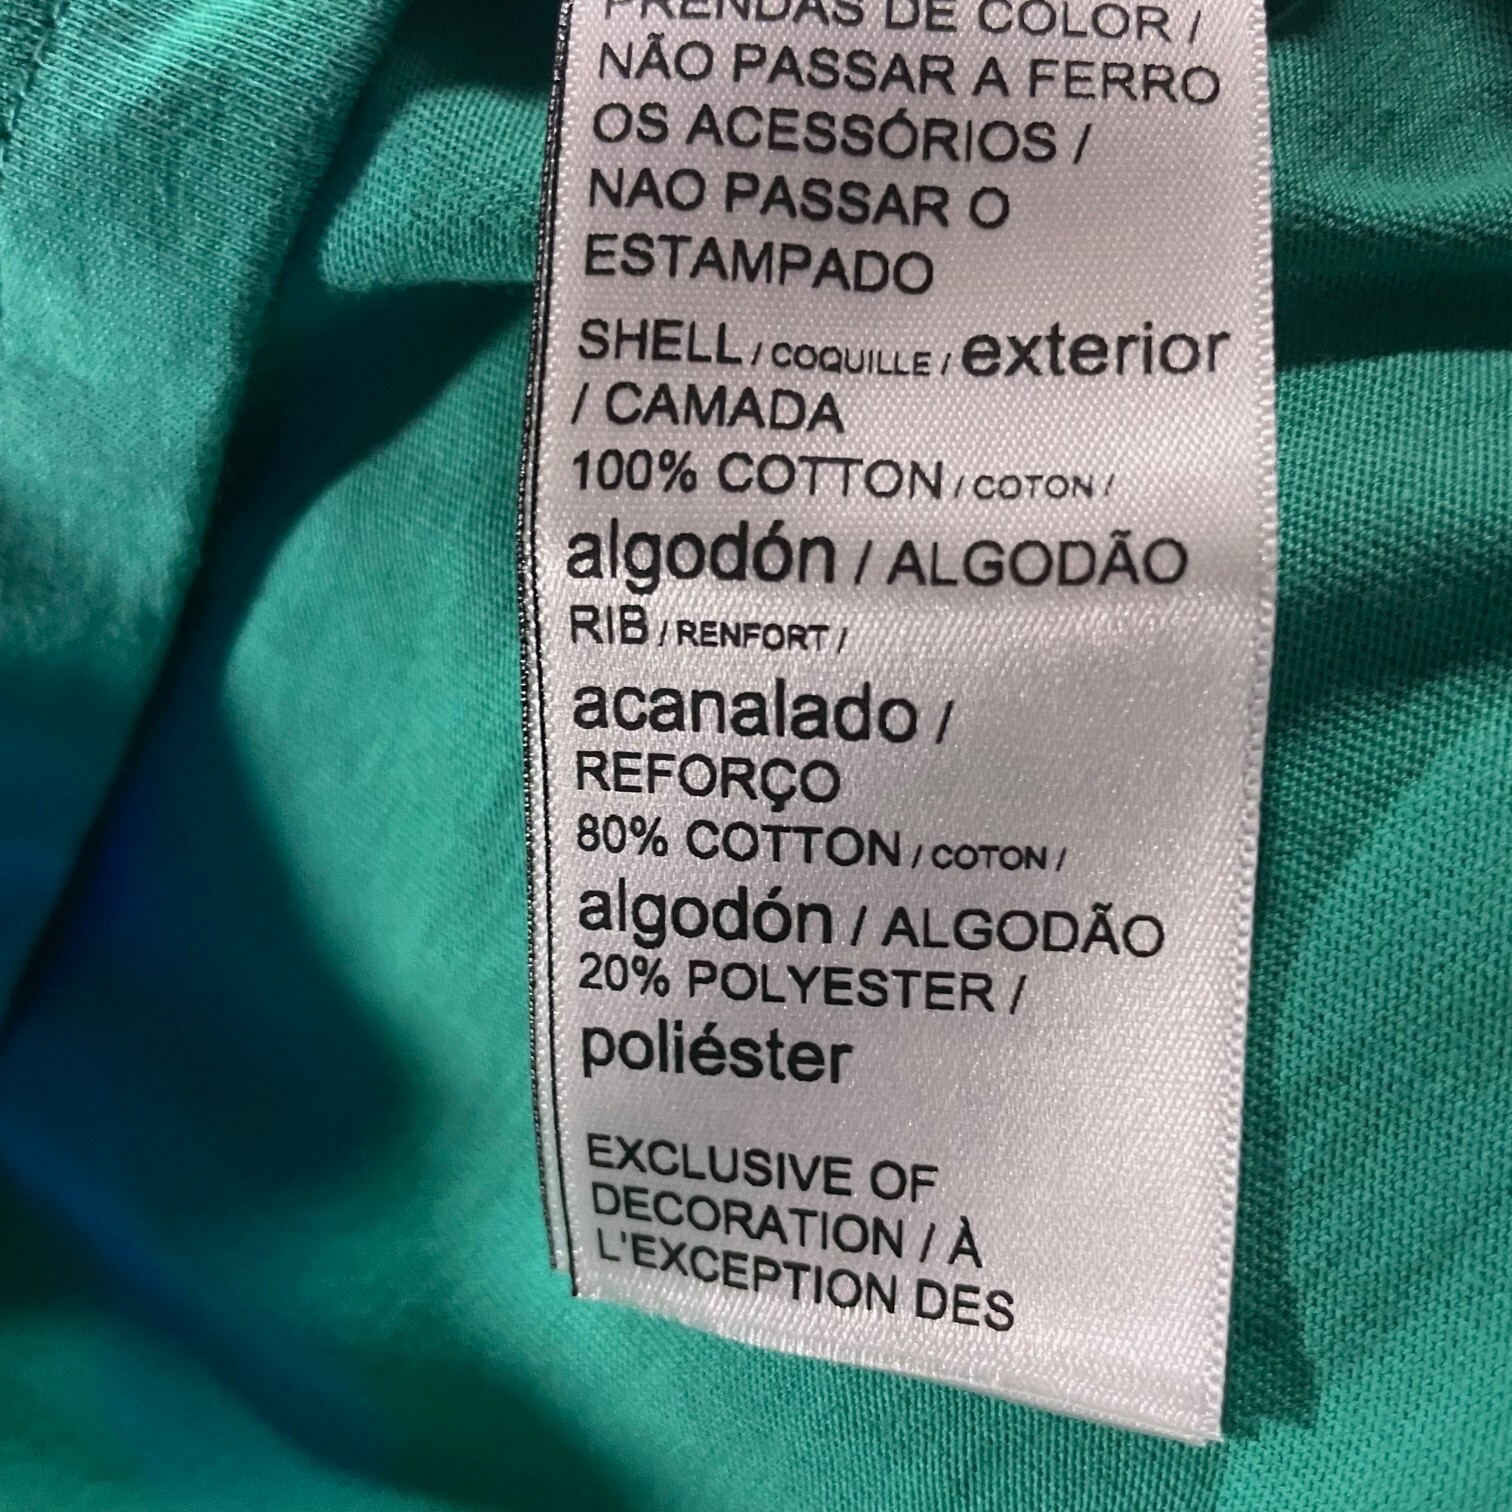 PRENDAS DE COLOR /
NÃO PASSAR A FERRO
OS ACESSÓRIOS /
NAO PASSAR O
ESTAMPADO
SHELL / COQUILLE / exterior
/ CAMADA
100% COTTON / COTON /
algodón / ALGODÃO
RIB / RENFORT /
acanalado /
REFORÇO
80% COTTON / COTON /
algodón / ALGODÃO
20% POLYESTER /
poliéster
EXCLUSIVE OF
DECORATION / À
L'EXCEPTION DES